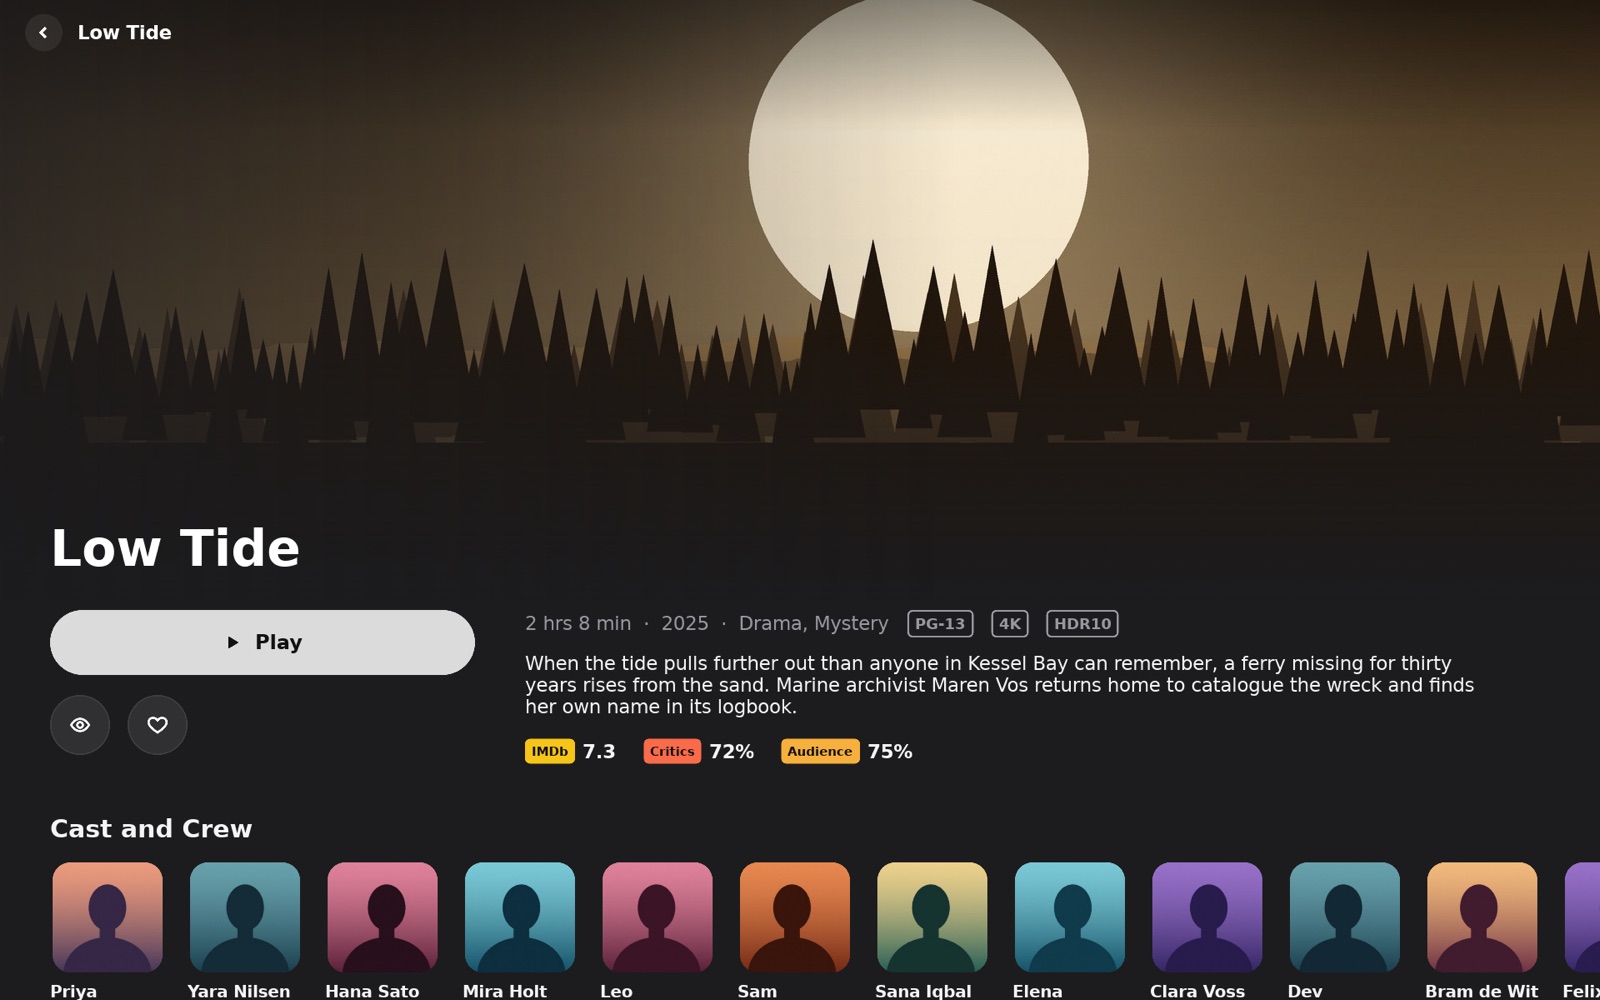 Low Tide
Low Tide
Play
2 hrs 8 min · 2025 · Drama, Mystery PG-13 4K HDR10
When the tide pulls further out than anyone in Kessel Bay can remember, a ferry missing for thirty
years rises from the sand. Marine archivist Maren Vos returns home to catalogue the wreck and finds
her own name in its logbook.
IMDb 7.3 Critics 72% Audience 75%
Cast and Crew
Priya Yara Nilsen Hana Sato Mira Holt Leo Sam Sana Iqbal Elena Clara Voss Dev Bram de Wit Felix